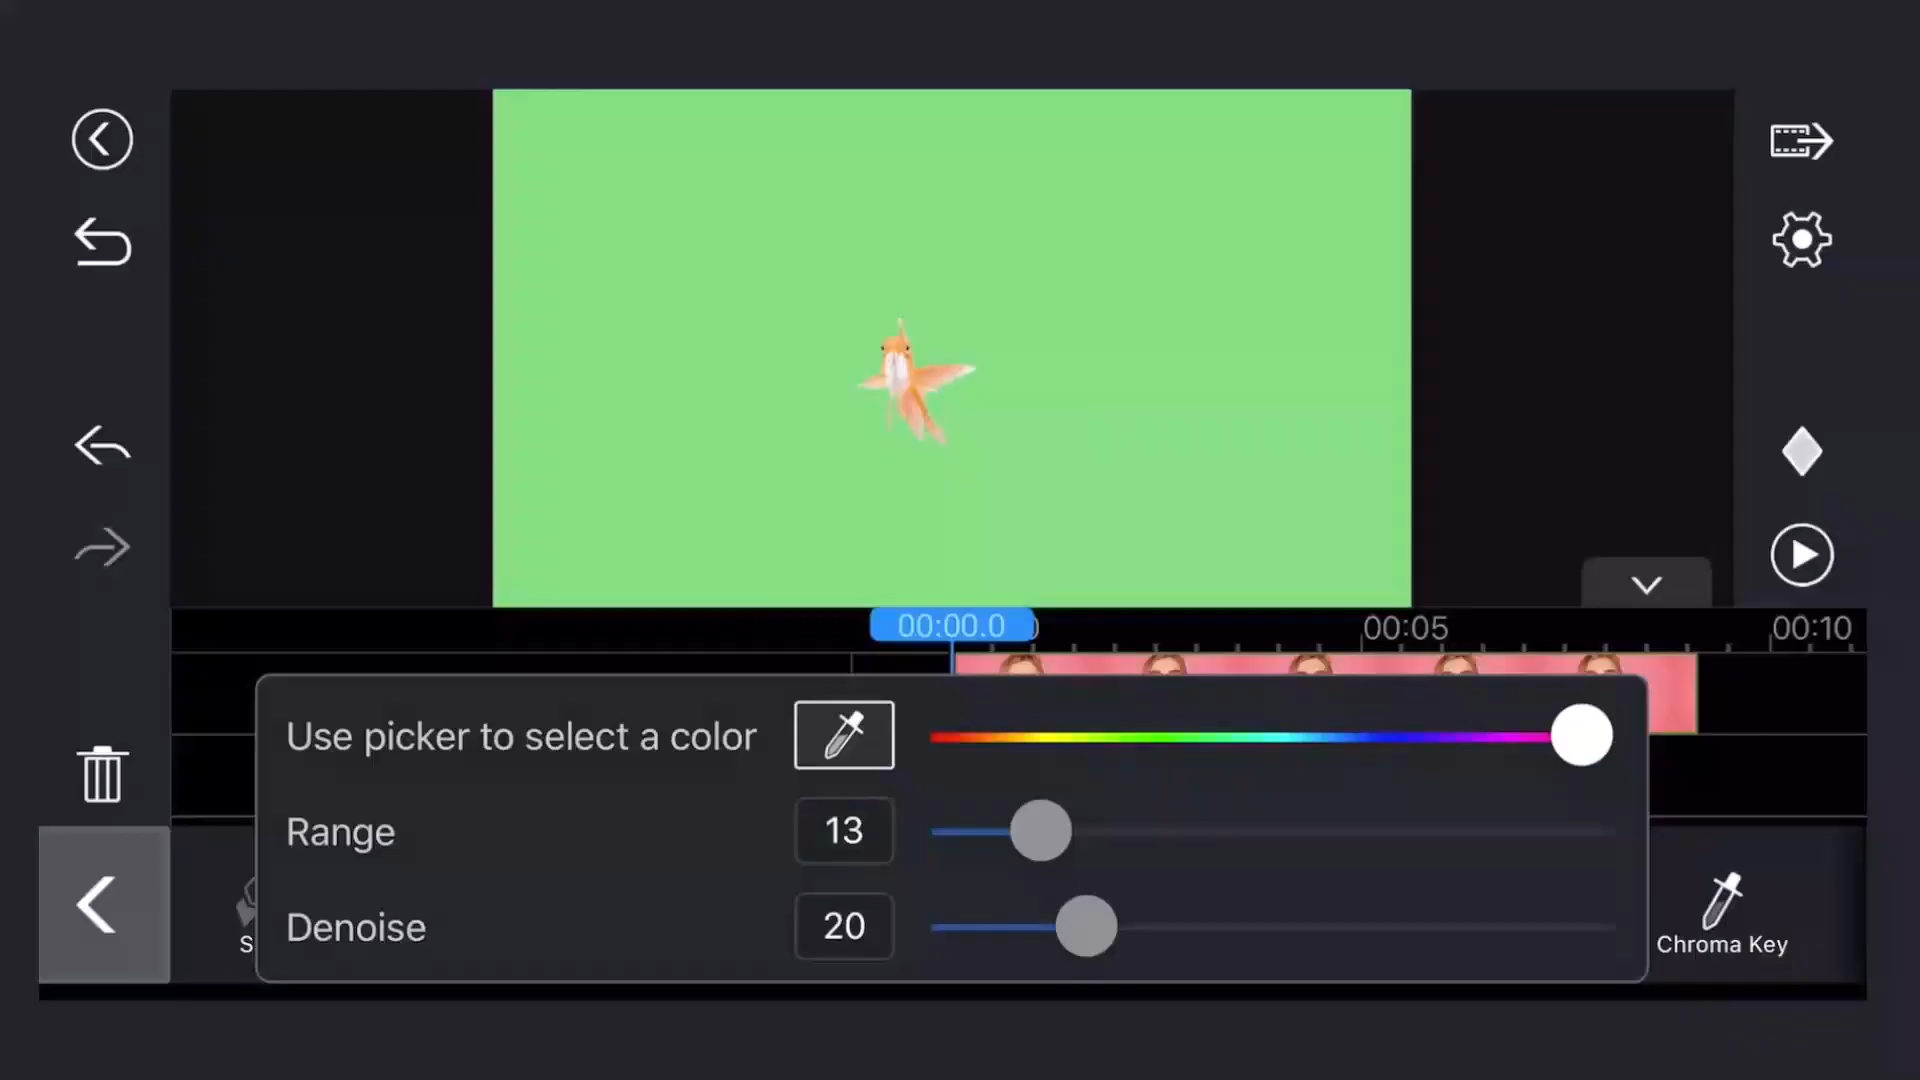 00:00.0
00:05
00:10
Use picker to select a color
Range
13
Denoise
20
S
Chroma Key